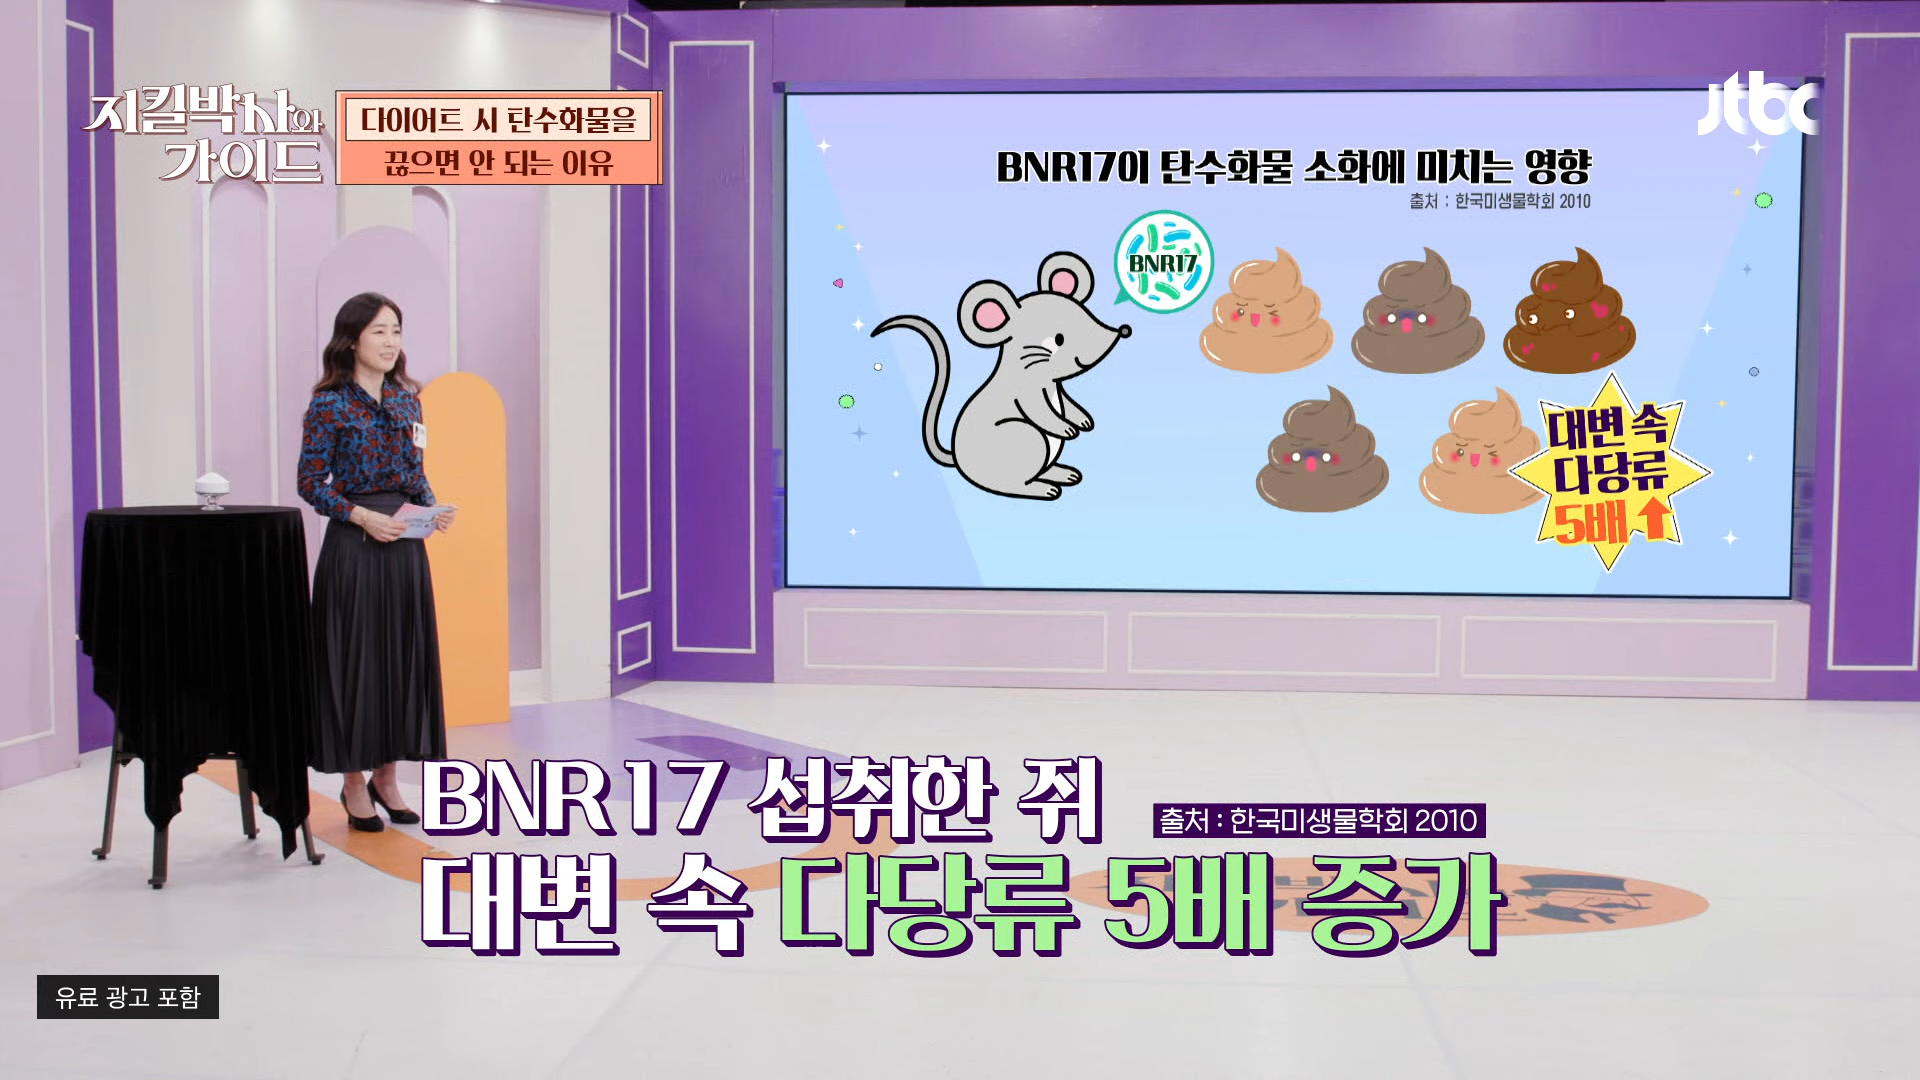 지킬박사와
가이드
다이어트 시 탄수화물을
끊으면 안 되는 이유
jtbc
BNR17이 탄수화물 소화에 미치는 영향
출처 : 한국미생물학회 2010
BNR17
대변 속
다당류
5배
BNR17 섭취한 쥐
출처 : 한국미생물학회 2010
대변 속 다당류 5배 증가
유료 광고 포함